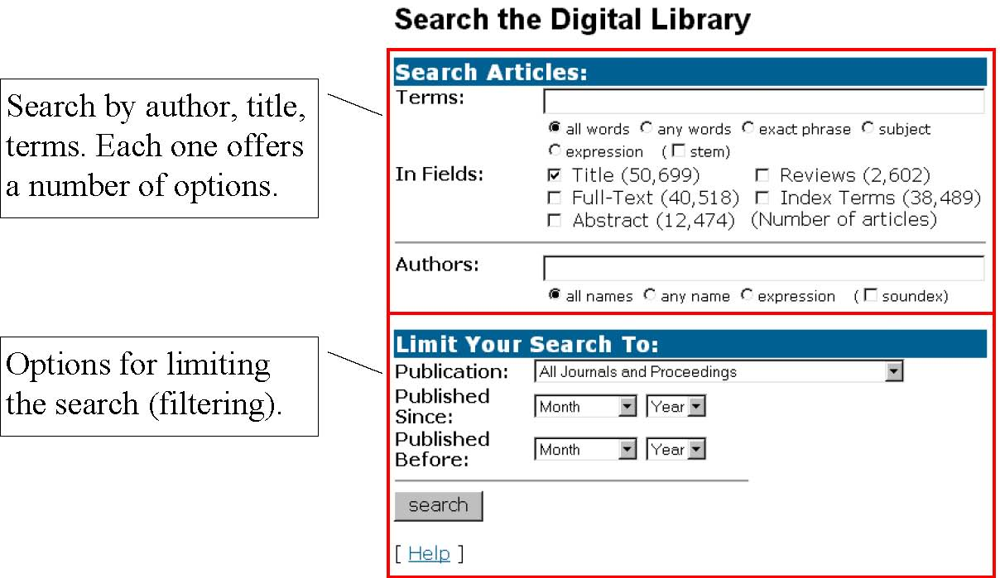 Search the Digital Library
Search by author, title,
terms. Each one offers
a number of options.
Search Articles:
Terms:
all words any words exact phrase subject
expression ( stem)
In Fields:
Title (50,699) Reviews (2,602)
Full-Text (40,518) Index Terms (38,489)
Abstract (12,474) (Number of articles)
Authors:
all names any name expression ( soundex)
Options for limiting
the search (filtering).
Limit Your Search To:
Publication: All Journals and Proceedings
Published
Since:
Month Year
Published
Before:
Month Year
search
[ Help ]